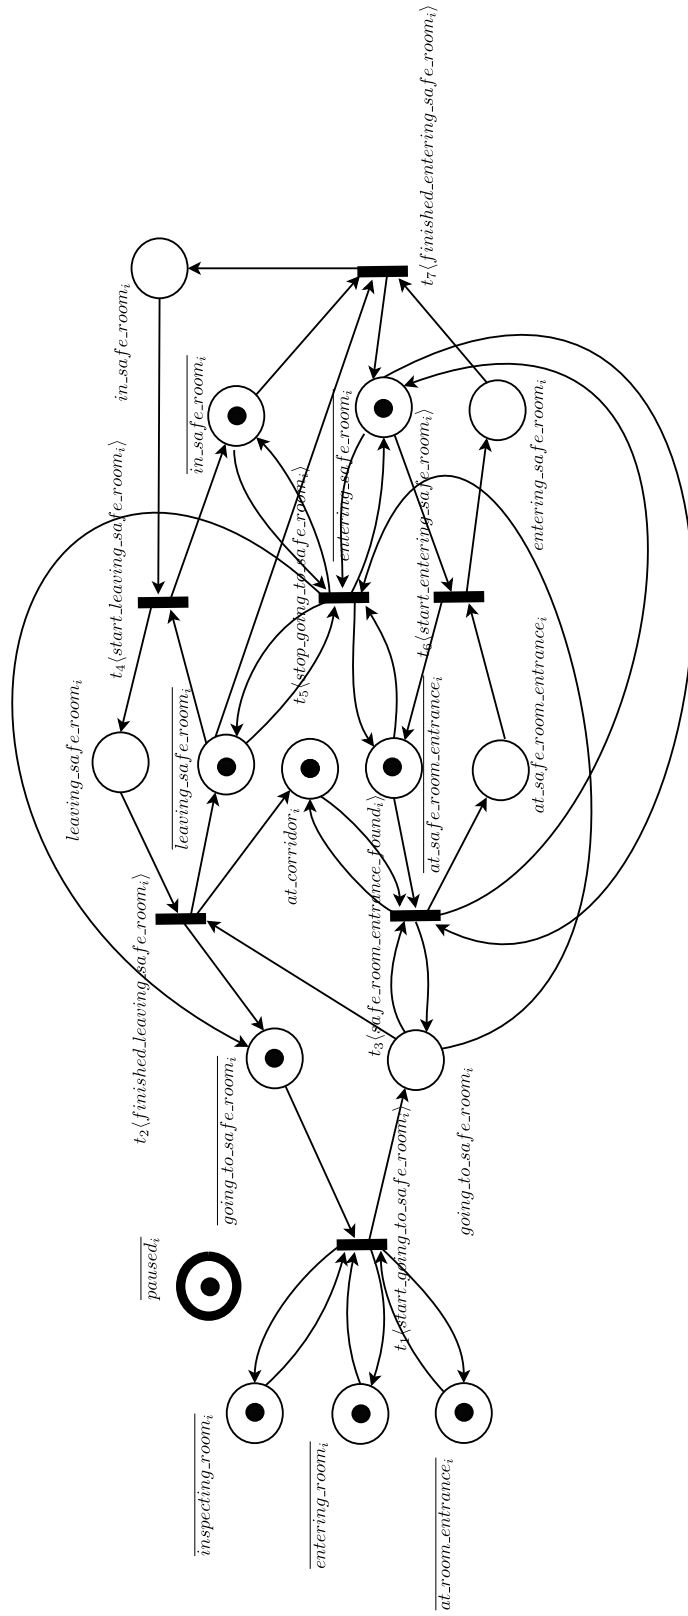 t₇⟨finished_entering_safe_room_i⟩
in_safe_room_i
in_safe_room_i
entering_safe_room_i
entering_safe_room_i
t₄⟨start_leaving_safe_room_i⟩
t₅⟨stop_going_to_safe_room_i⟩
t₆⟨start_entering_safe_room_i⟩
leaving_safe_room_i
leaving_safe_room_i
at_corridor_i
at_safe_room_entrance_i
at_safe_room_entrance_i
t₂⟨finished_leaving_safe_room_i⟩
t₃⟨safe_room_entrance_found_i⟩
going_to_safe_room_i
going_to_safe_room_i
paused_i
t₁⟨start_going_to_safe_room_i⟩
inspecting_room_i
entering_room_i
at_room_entrance_i